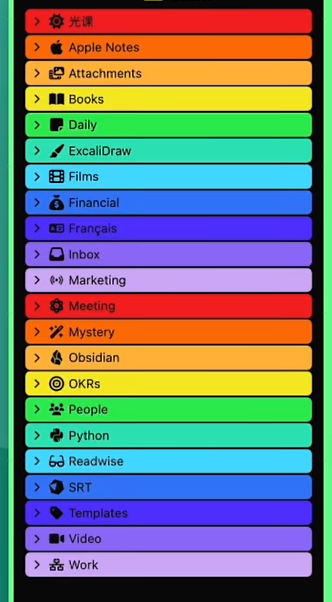 光课
Apple Notes
Attachments
Books
Daily
ExcaliDraw
Films
Financial
Français
Inbox
Marketing
Meeting
Mystery
Obsidian
OKRs
People
Python
Readwise
SRT
Templates
Video
Work